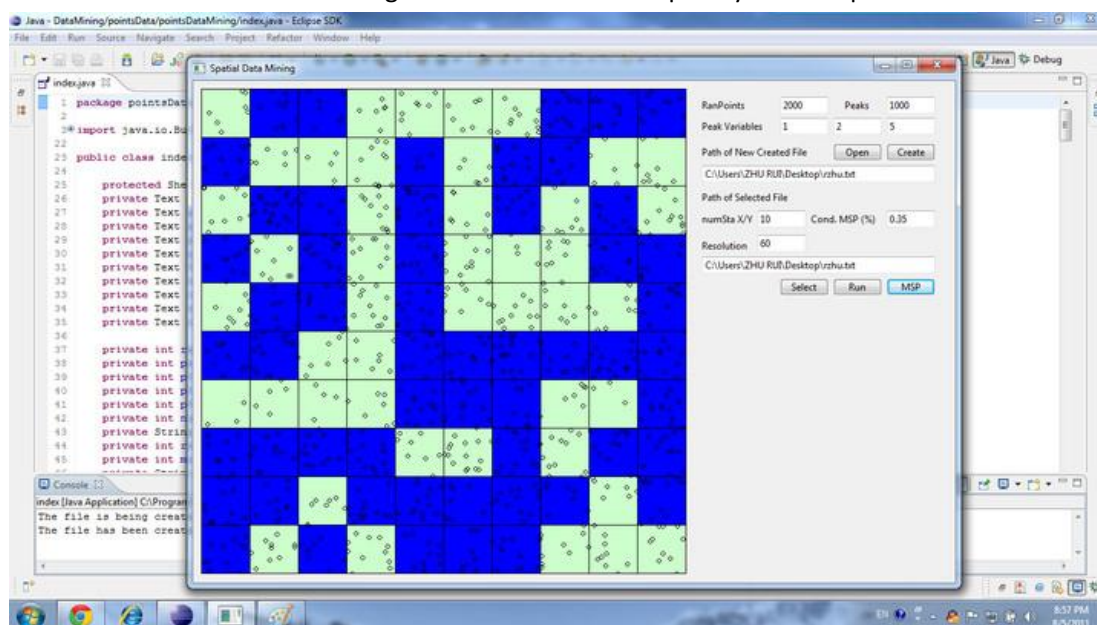 Java - DataMining/pointsData/pointsDataMining/index.java - Eclipse SDK
File Edit Run Source Navigate Search Project Refactor Window Help
Java Debug
index.java
Spatial Data Mining
1 package pointsDat
2
3 import java.io.Bu
22
23 public class inde
24
25 protected She
26 private Text
27 private Text
28 private Text
29 private Text
30 private Text
31 private Text
32 private Text
33 private Text
34 private Text
35 private Text
36
37 private int
38 private int p
39 private int p
40 private int p
41 private int p
42 private int
43 private Strin
44 private int
45 private int
RanPoints 2000 Peaks 1000
Peak Variables 1 2 5
Path of New Created File Open Create
C:\Users\ZHU RUI\Desktop\rzhu.txt
Path of Selected File
numSta X/Y 10 Cond. MSP (%) 0.35
Resolution 60
C:\Users\ZHU RUI\Desktop\rzhu.txt
Select Run MSP
Console
index [Java Application] C:\Program
The file is being creat
The file has been creat
EN 8:57 PM
8/5/2011